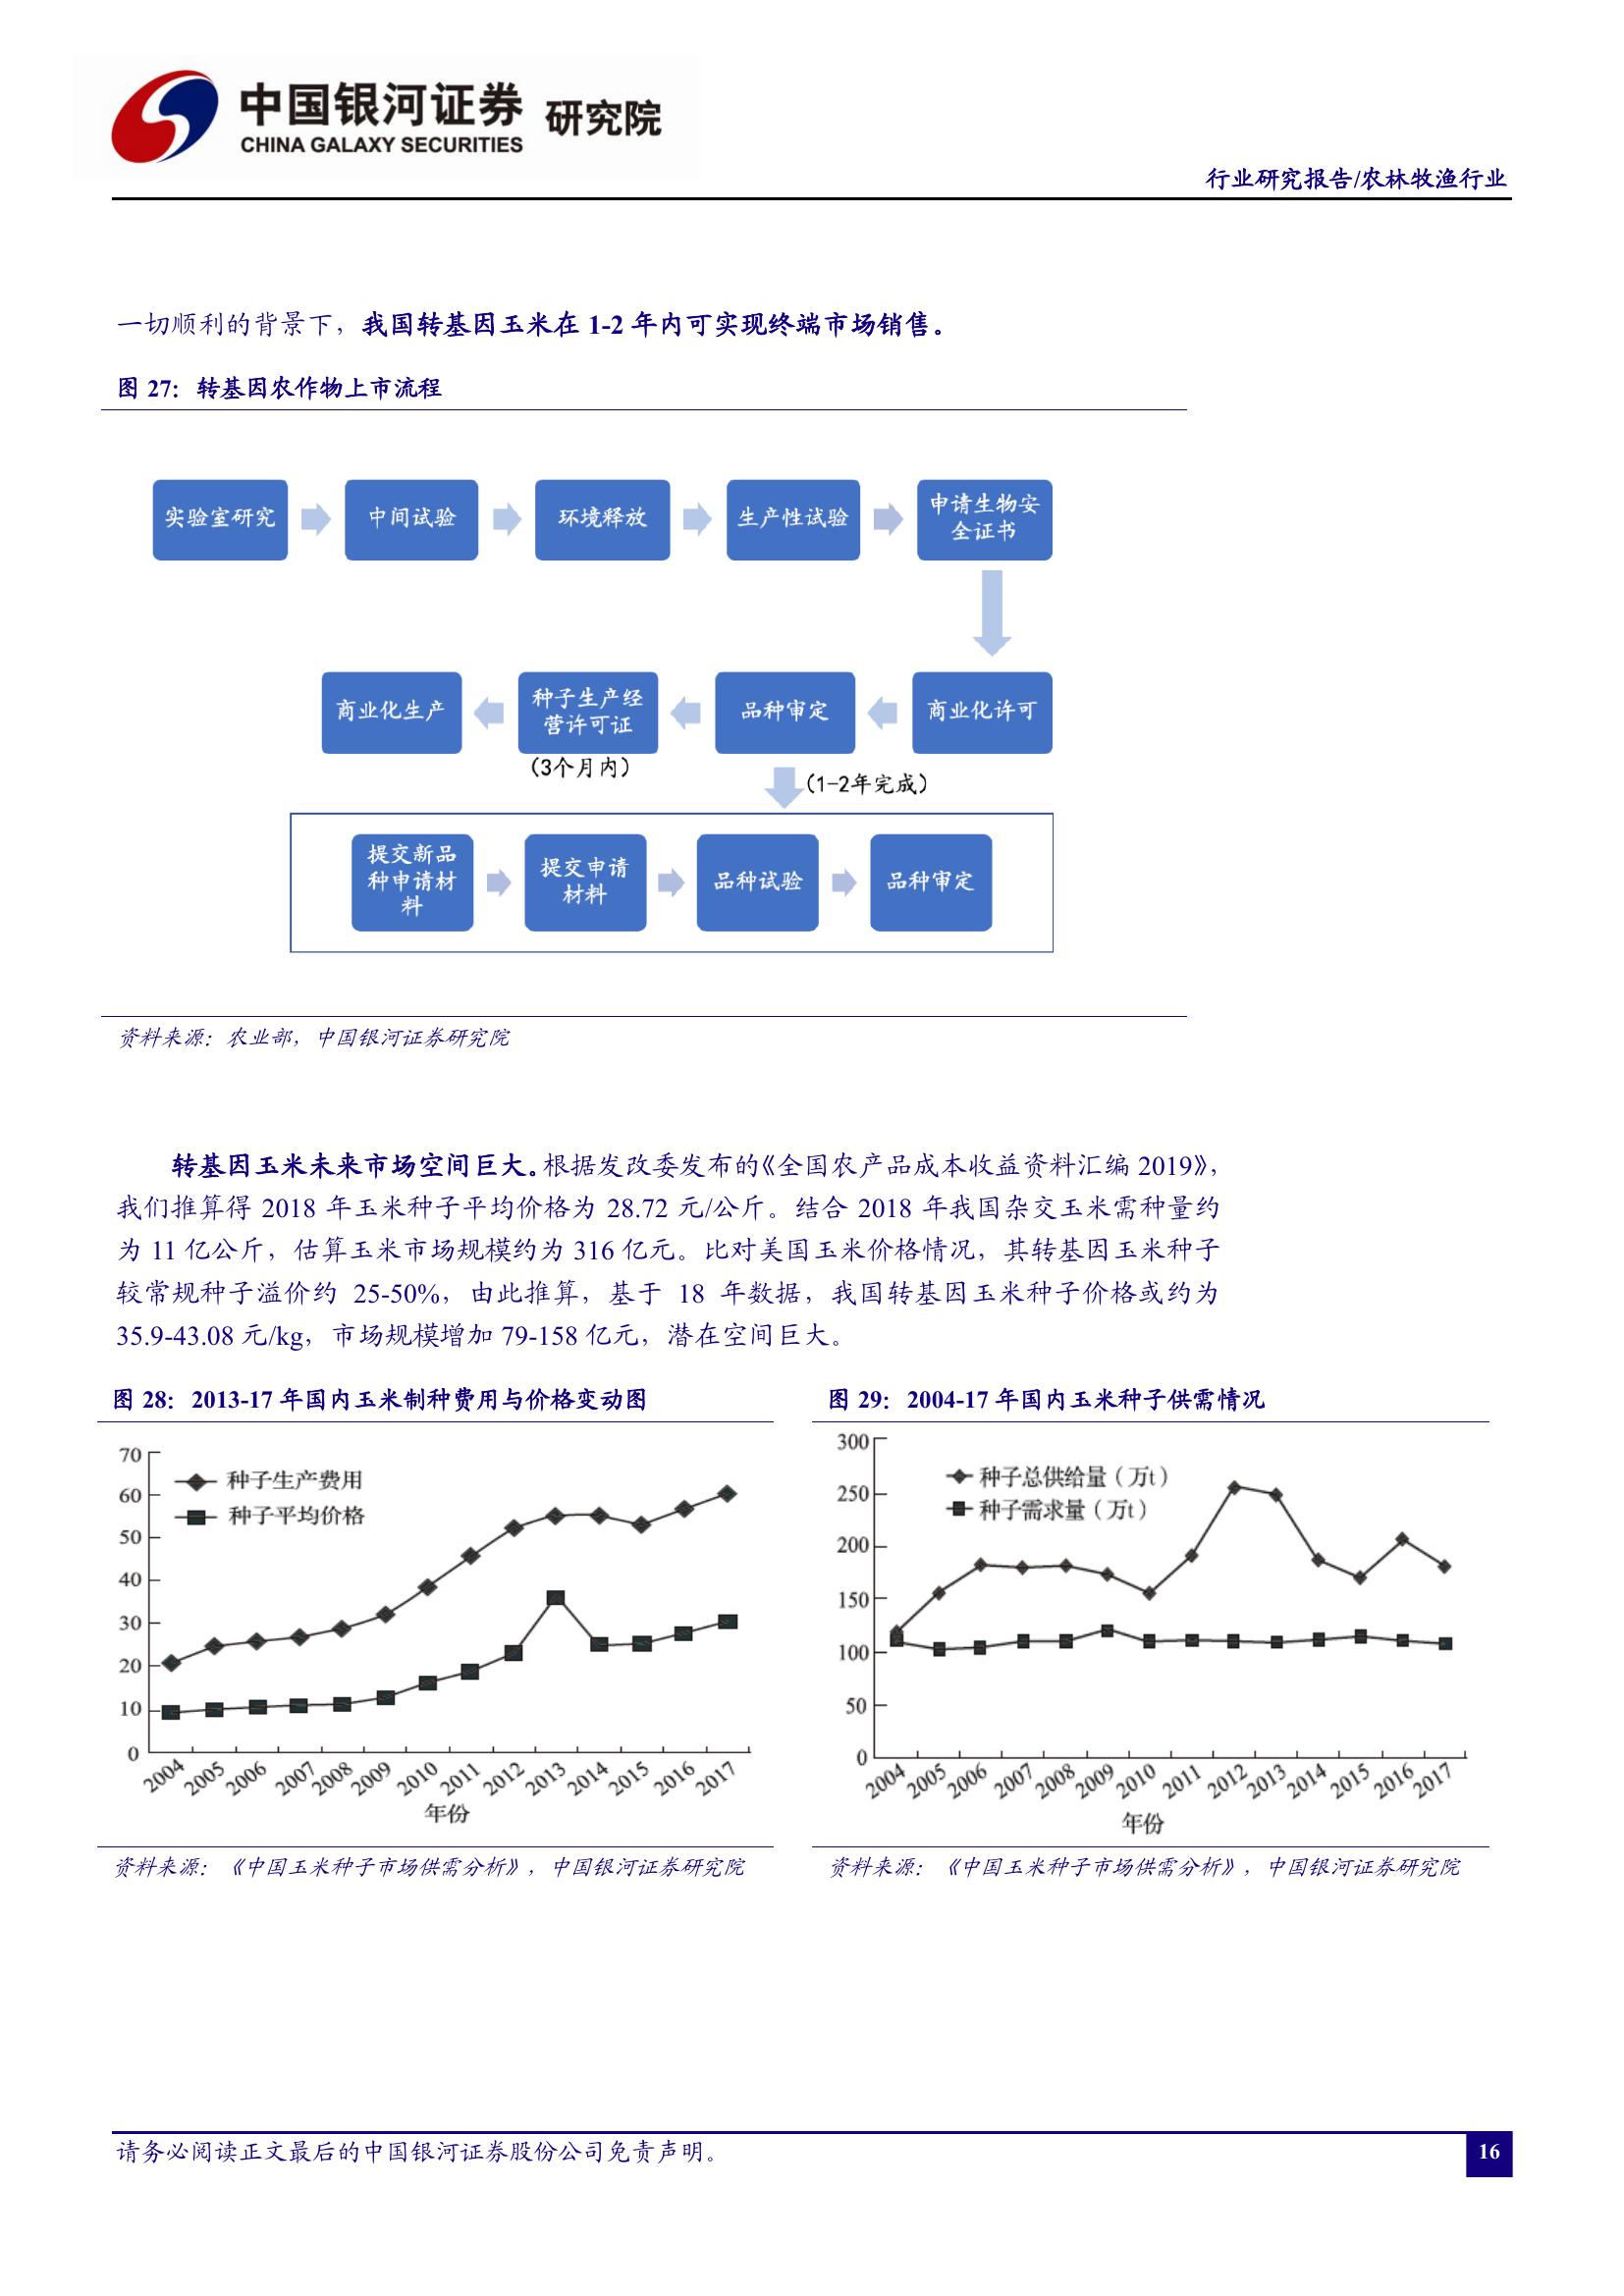 中国银河证券 研究院
CHINA GALAXY SECURITIES
行业研究报告/农林牧渔行业
一切顺利的背景下，我国转基因玉米在 1-2 年内可实现终端市场销售。
图 27：转基因农作物上市流程
实验室研究
中间试验
环境释放
生产性试验
申请生物安
全证书
商业化生产
种子生产经
营许可证
品种审定
商业化许可
（3个月内）
（1-2年完成）
提交新品
种申请材
料
提交申请
材料
品种试验
品种审定
资料来源：农业部，中国银河证券研究院
转基因玉米未来市场空间巨大。根据发改委发布的《全国农产品成本收益资料汇编 2019》，
我们推算得 2018 年玉米种子平均价格为 28.72 元/公斤。结合 2018 年我国杂交玉米需种量约
为 11 亿公斤，估算玉米市场规模约为 316 亿元。比对美国玉米价格情况，其转基因玉米种子
较常规种子溢价约 25-50%，由此推算，基于 18 年数据，我国转基因玉米种子价格或约为
35.9-43.08 元/kg，市场规模增加 79-158 亿元，潜在空间巨大。
图 28：2013-17 年国内玉米制种费用与价格变动图
70
60
50
40
30
20
10
0
种子生产费用
种子平均价格
2004 2005 2006 2007 2008 2009 2010 2011 2012 2013 2014 2015 2016 2017
年份
资料来源：《中国玉米种子市场供需分析》，中国银河证券研究院
图 29：2004-17 年国内玉米种子供需情况
300
250
200
150
100
50
0
种子总供给量（万t）
种子需求量（万t）
2004 2005 2006 2007 2008 2009 2010 2011 2012 2013 2014 2015 2016 2017
年份
资料来源：《中国玉米种子市场供需分析》，中国银河证券研究院
请务必阅读正文最后的中国银河证券股份公司免责声明。
16